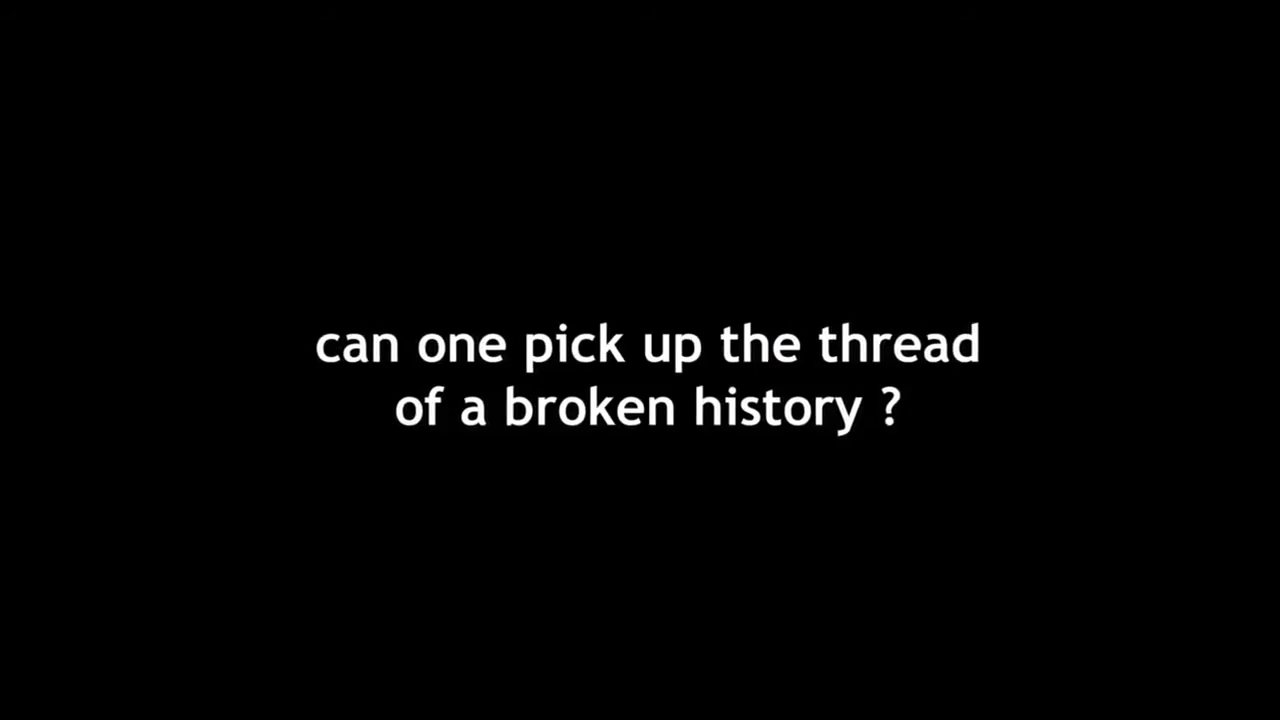 can one pick up the thread
of a broken history ?